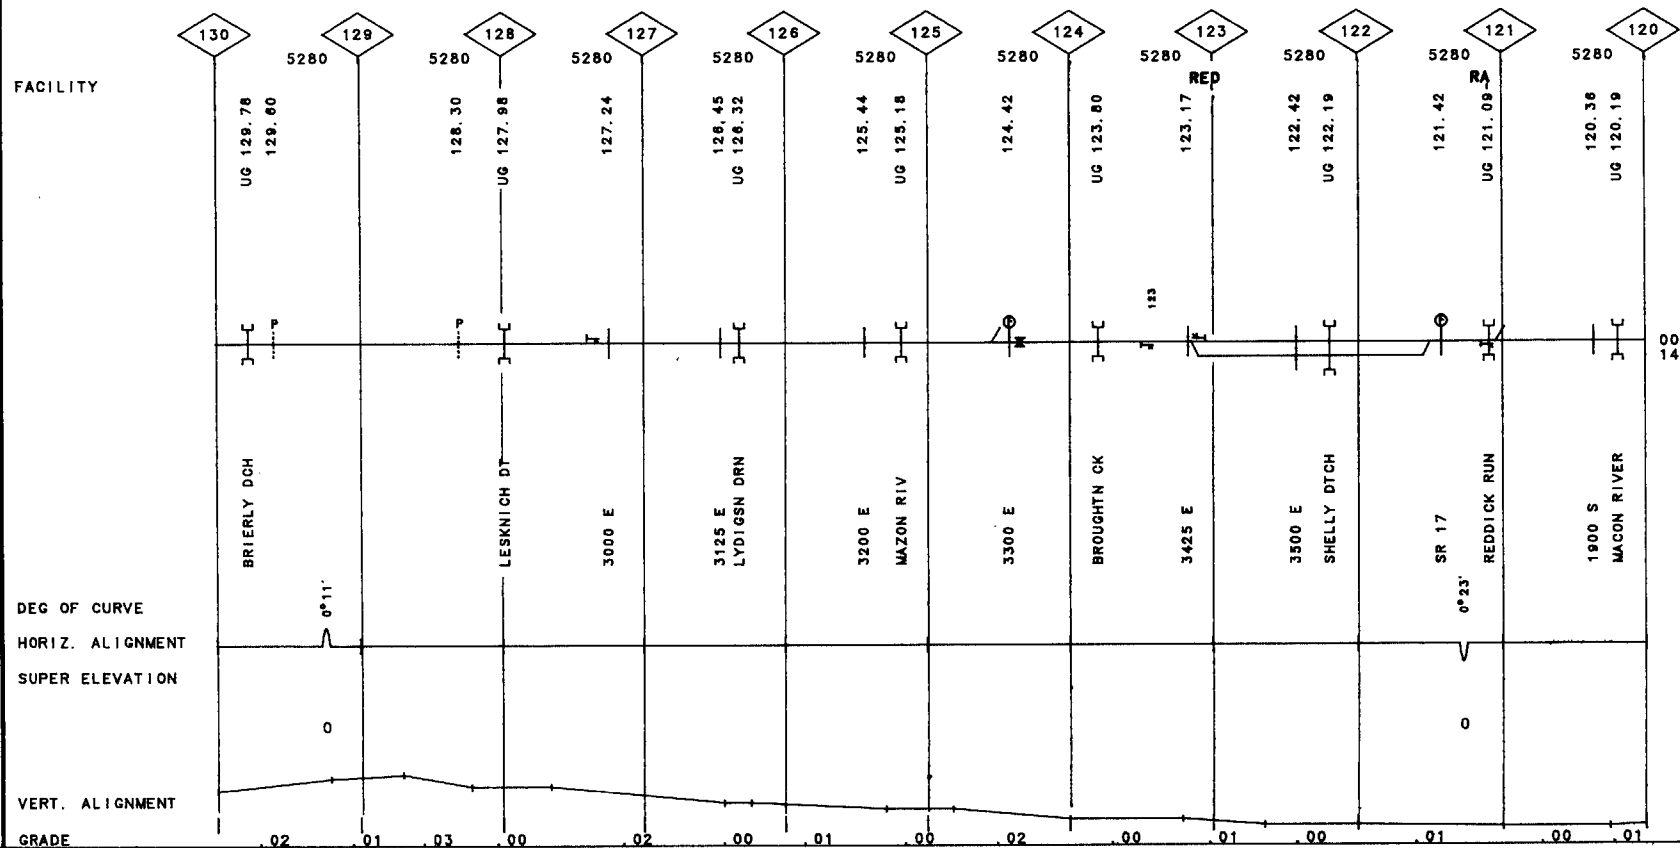 130 129 128 127 126 125 124 123 122 121 120
5280 5280 5280 5280 5280 5280 5280 5280 5280 5280
FACILITY
RED RA
UG 129.78
129.60
128.30
UG 127.98
127.24
126.45
UG 126.32
125.44
UG 125.18
124.42
UG 123.80
123.17
122.42
UG 122.19
121.42
UG 121.09
120.36
UG 120.19
123
P P
00
14
BRIERLY DCH
LESKNICH DT
3000 E
3125 E
LYDIGSN DRN
3200 E
MAZON RIV
3300 E
BROUGHTN CK
3425 E
3500 E
SHELLY DTCH
SR 17
REDDICK RUN
1900 S
MACON RIVER
DEG OF CURVE
0°11'
0°23'
HORIZ. ALIGNMENT
SUPER ELEVATION
0 0
VERT. ALIGNMENT
GRADE .02 .01 .03 .00 .02 .00 .01 .00 .02 .00 .01 .00 .01 .00 .01